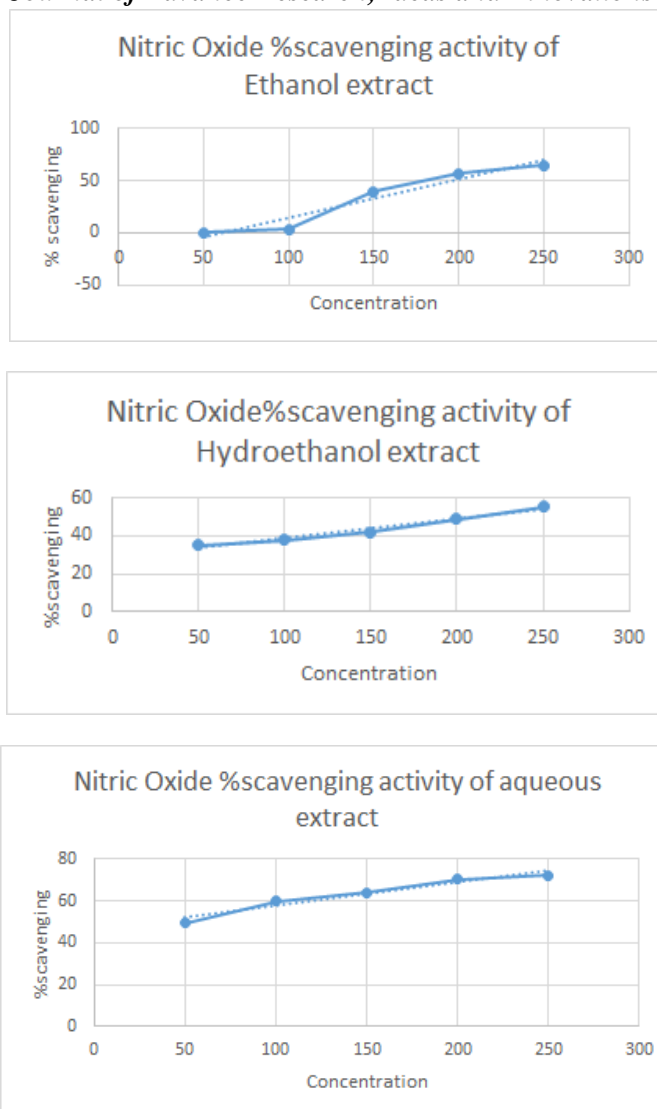 Nitric Oxide %scavenging activity of
Ethanol extract
100
50
0
-50
% scavenging
0 50 100 150 200 250 300
Concentration
Nitric Oxide%scavenging activity of
Hydroethanol extract
60
40
20
0
%scavenging
0 50 100 150 200 250 300
Concentration
Nitric Oxide %scavenging activity of aqueous
extract
80
60
40
20
0
%scavenging
0 50 100 150 200 250 300
Concentration